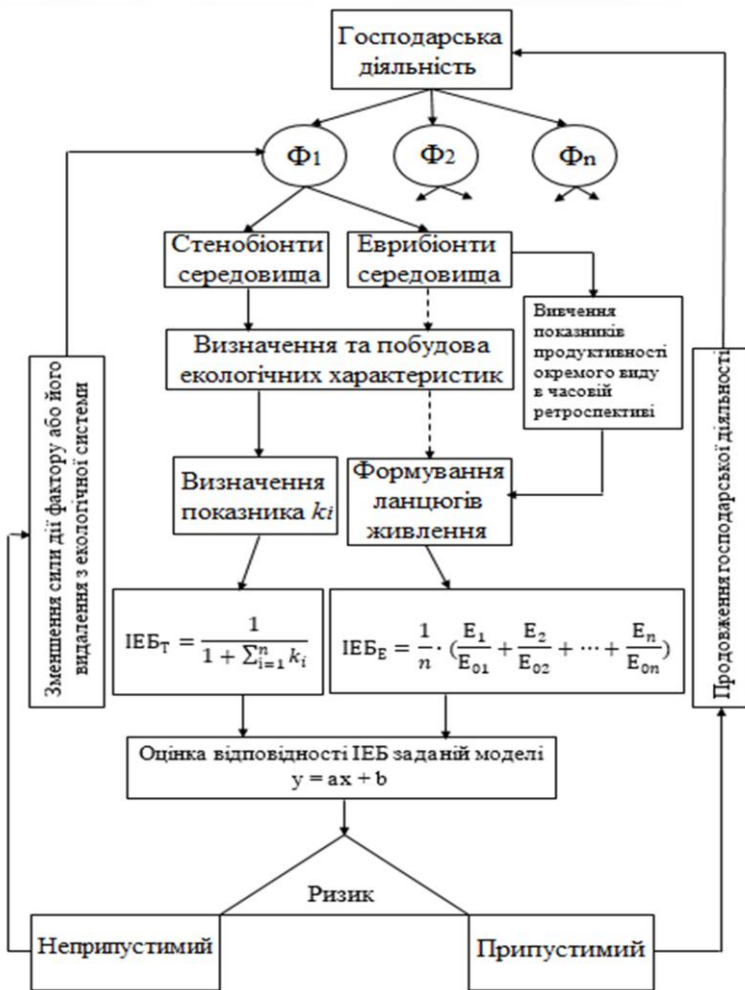 Господарська
діяльність
Ф1
Ф2
Фn
Стенобіонти
середовища
Еврибіонти
середовища
Вивчення
показників
продуктивності
окремого виду
в часовій
ретроспективі
Визначення та побудова
екологічних характеристик
Визначення
показника ki
Формування
ланцюгів
живлення
Зменшення сили дії фактору або його
видалення з екологічної системи
Продовження господарської діяльності
ІЕБТ = 1 / (1 + ∑ⁿᵢ₌₁ ki)
ІЕБЕ = 1/n · (E1/E01 + E2/E02 + ⋯ + En/E0n)
Оцінка відповідності ІЕБ заданій моделі
y = ax + b
Ризик
Неприпустимий
Припустимий